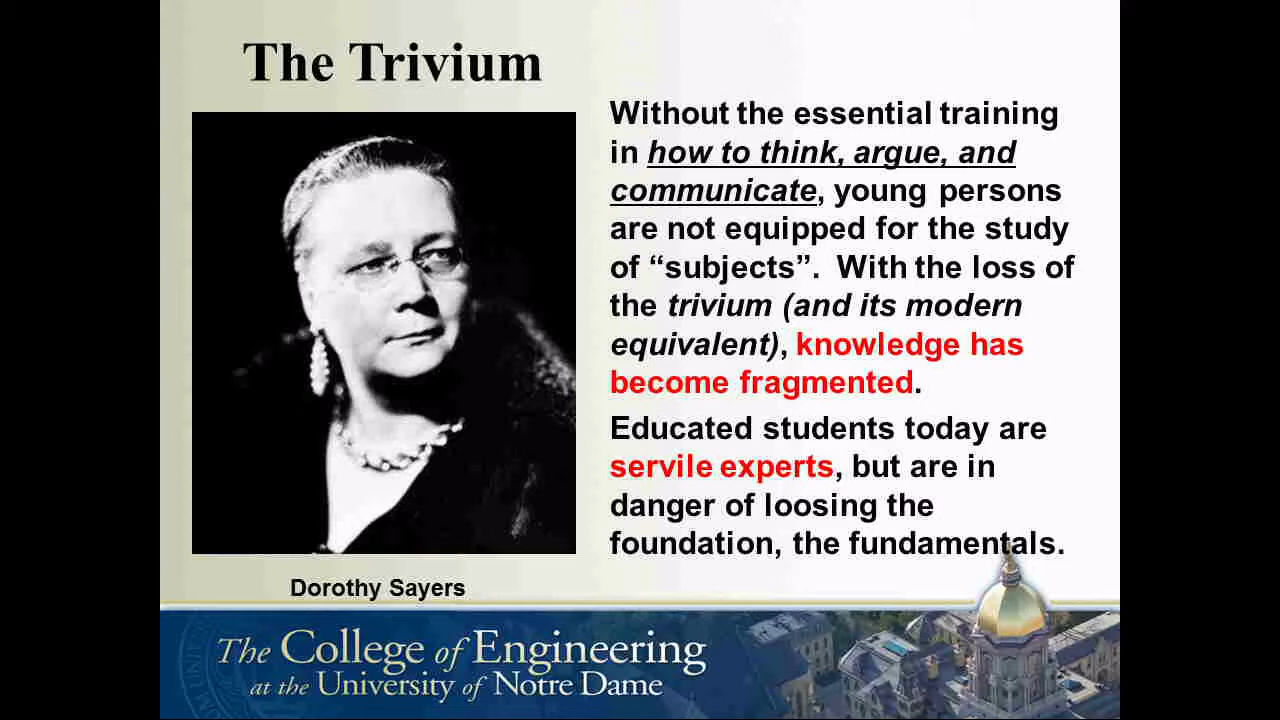 The Trivium
Without the essential training
in how to think, argue, and
communicate, young persons
are not equipped for the study
of “subjects”.  With the loss of
the trivium (and its modern
equivalent), knowledge has
become fragmented.
Educated students today are
servile experts, but are in
danger of loosing the
foundation, the fundamentals.
Dorothy Sayers
The College of Engineering
at the University of Notre Dame